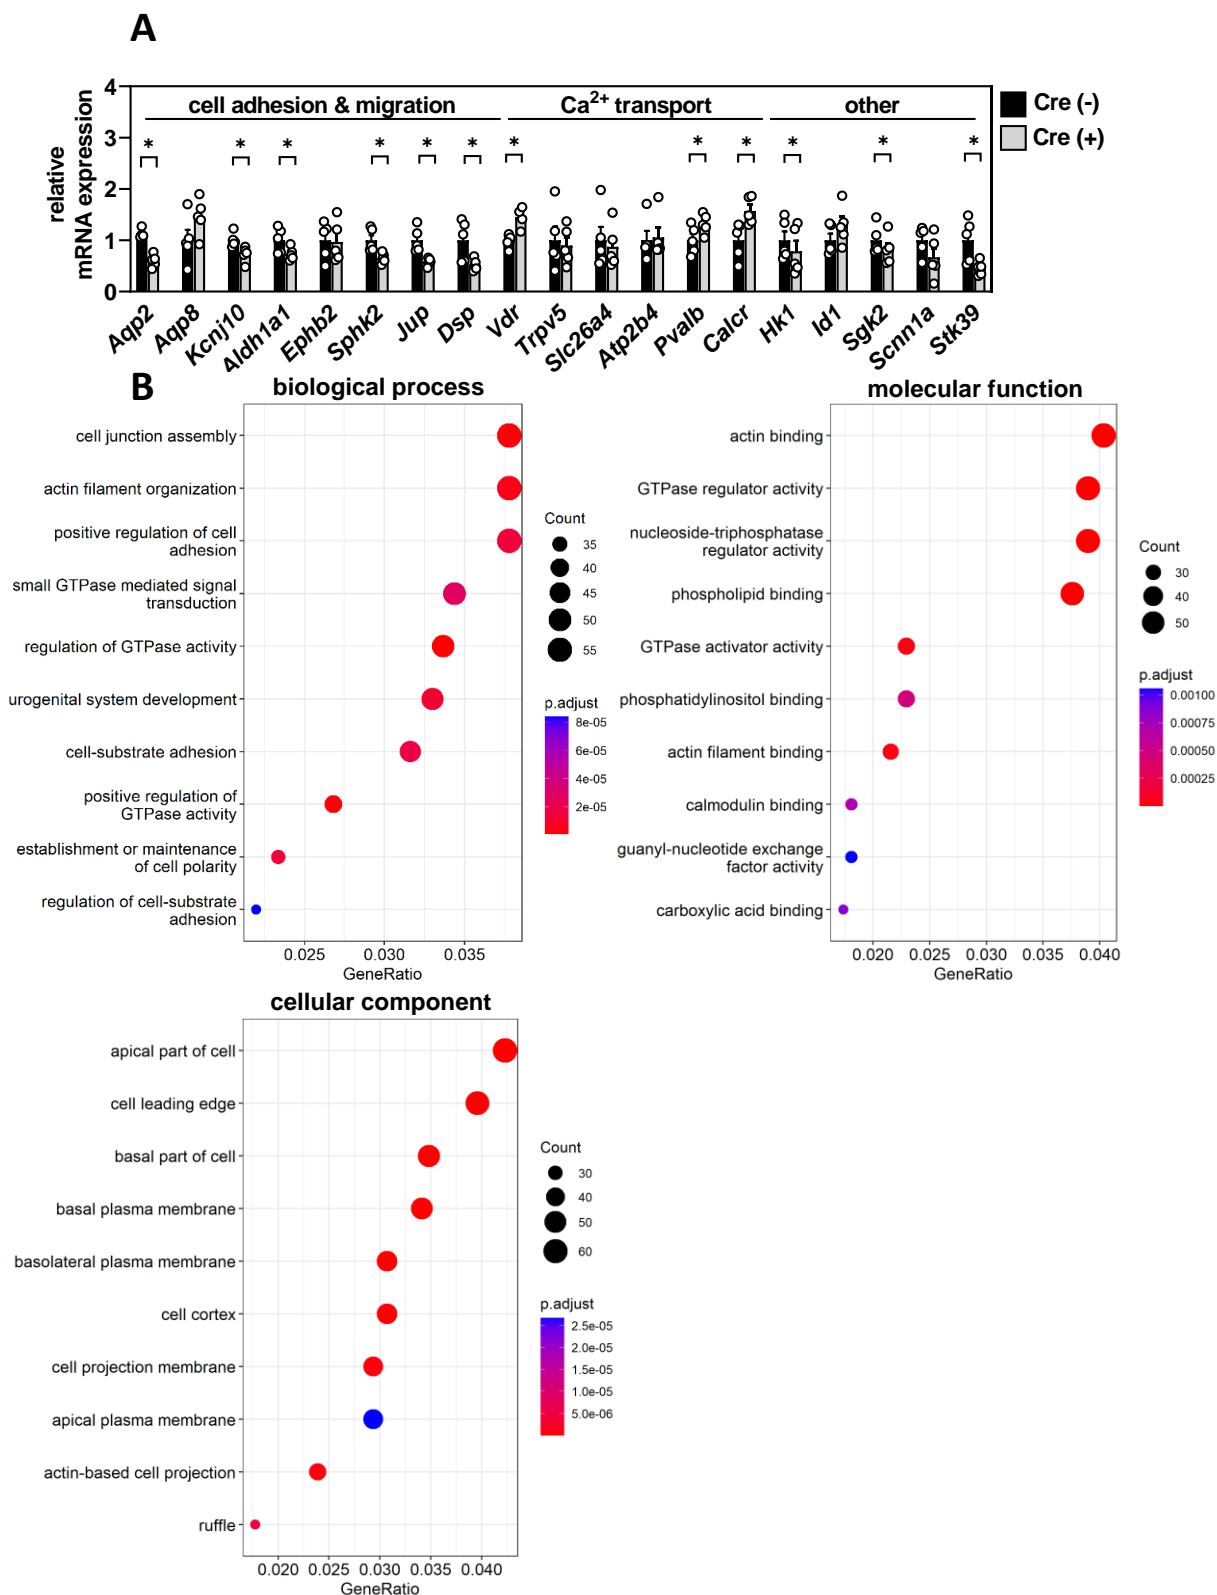 A
relative
mRNA expression
4
3
2
1
0
cell adhesion & migration
Ca2+ transport
other
Cre (-)
Cre (+)
* * * * * * * * * * * *
Aqp2
Aqp8
Kcnj10
Aldh1a1
Ephb2
Sphk2
Jup
Dsp
Vdr
Trpv5
Slc26a4
Atp2b4
Pvalb
Calcr
Hk1
Id1
Sgk2
Scnn1a
Stk39
B
biological process
cell junction assembly
actin filament organization
positive regulation of cell
adhesion
small GTPase mediated signal
transduction
regulation of GTPase activity
urogenital system development
cell-substrate adhesion
positive regulation of
GTPase activity
establishment or maintenance
of cell polarity
regulation of cell-substrate
adhesion
0.025 0.030 0.035
GeneRatio
Count
35
40
45
50
55
p.adjust
8e-05
6e-05
4e-05
2e-05
molecular function
actin binding
GTPase regulator activity
nucleoside-triphosphatase
regulator activity
phospholipid binding
GTPase activator activity
phosphatidylinositol binding
actin filament binding
calmodulin binding
guanyl-nucleotide exchange
factor activity
carboxylic acid binding
0.020 0.025 0.030 0.035 0.040
GeneRatio
Count
30
40
50
p.adjust
0.00100
0.00075
0.00050
0.00025
cellular component
apical part of cell
cell leading edge
basal part of cell
basal plasma membrane
basolateral plasma membrane
cell cortex
cell projection membrane
apical plasma membrane
actin-based cell projection
ruffle
0.020 0.025 0.030 0.035 0.040
GeneRatio
Count
30
40
50
60
p.adjust
2.5e-05
2.0e-05
1.5e-05
1.0e-05
5.0e-06